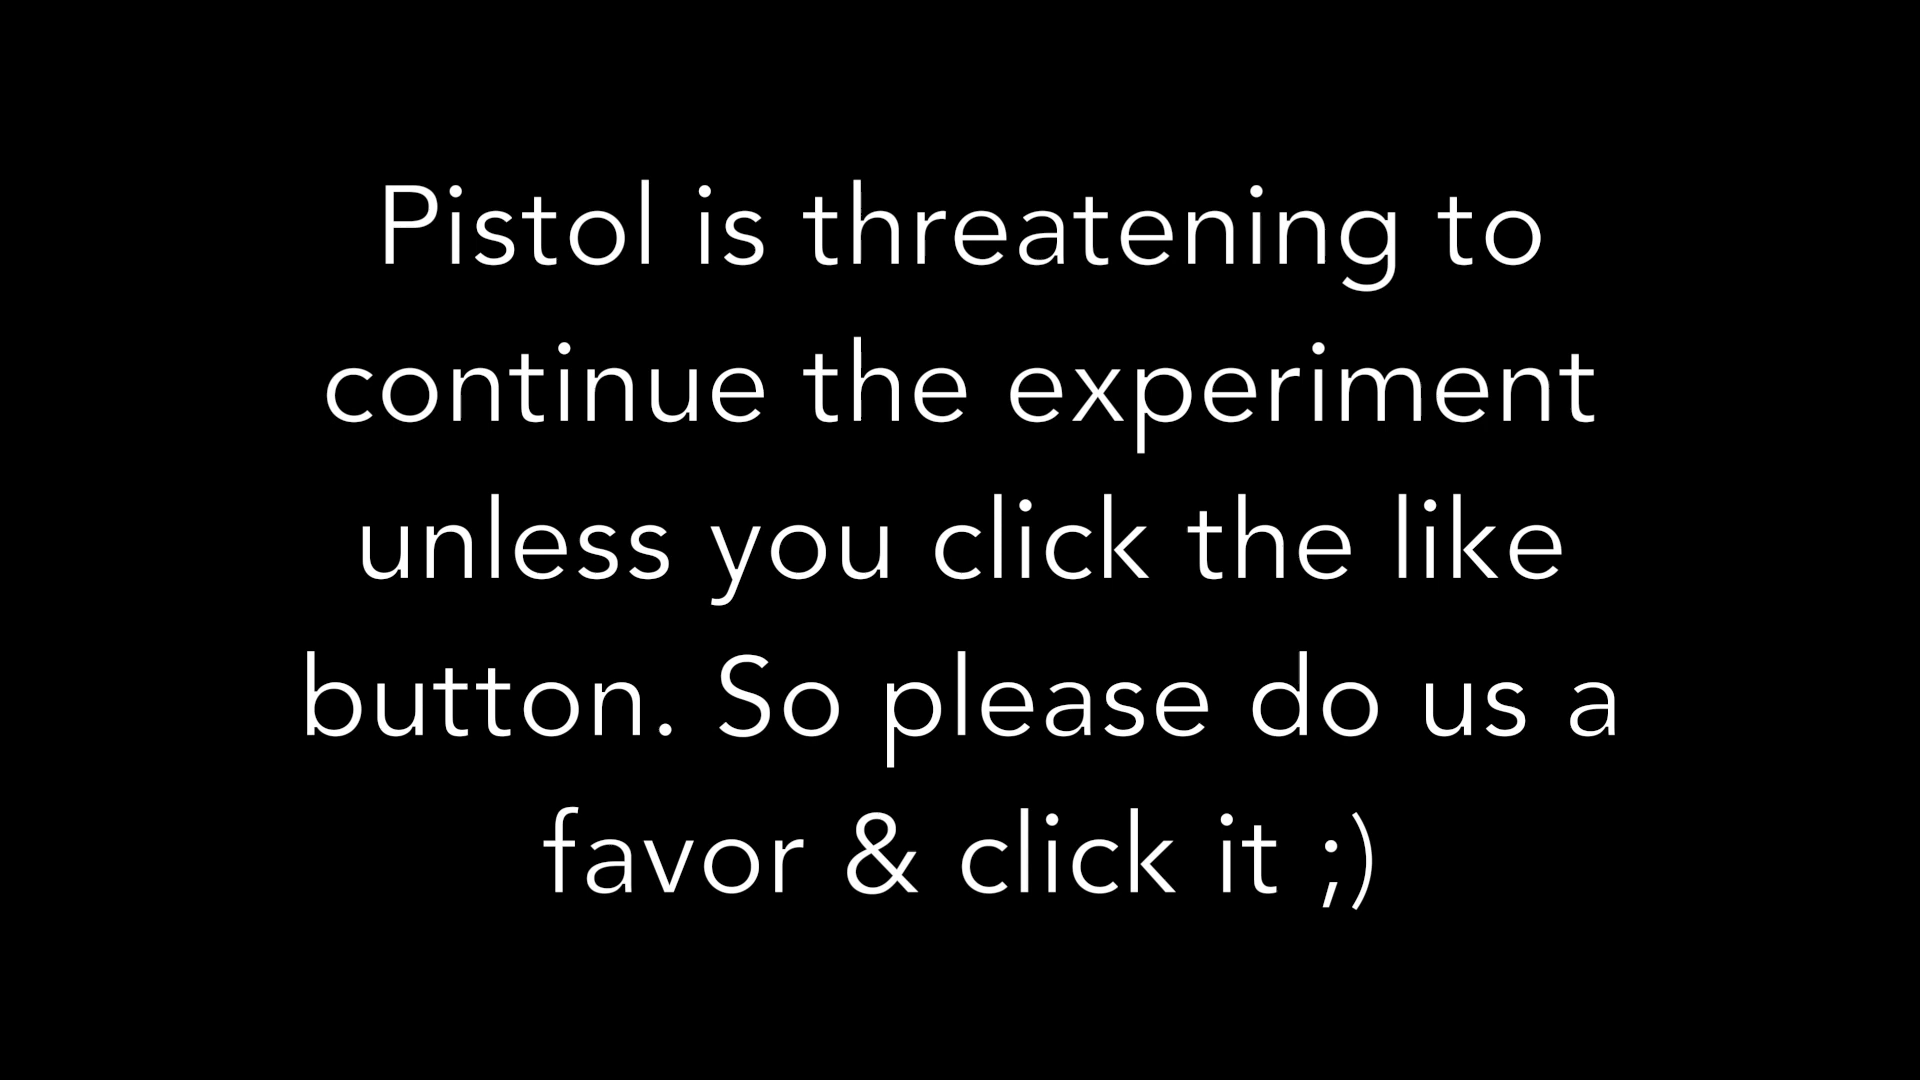 Pistol is threatening to
continue the experiment
unless you click the like
button. So please do us a
favor & click it ;)